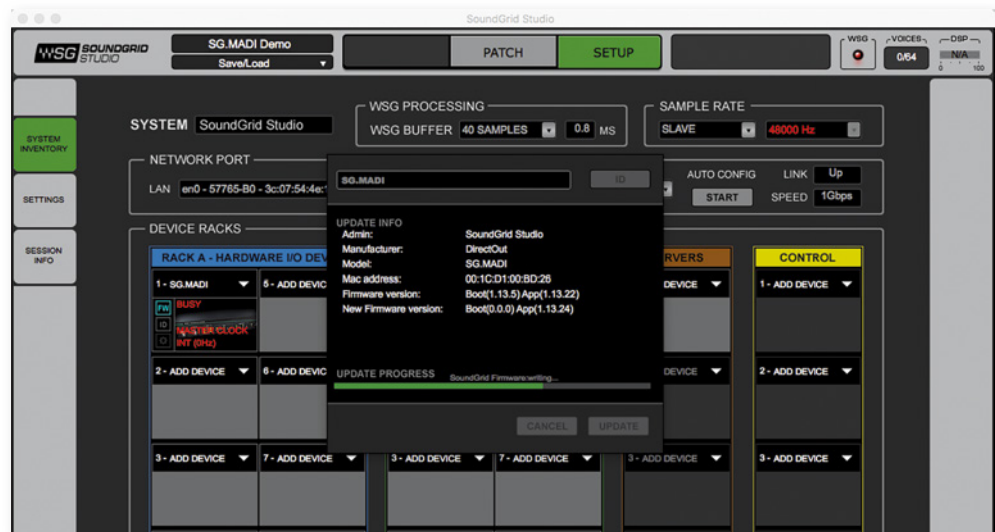 SoundGrid Studio
WSG SOUNDGRID STUDIO
SG.MADI Demo
Save/Load
PATCH
SETUP
WSG
VOICES
0/64
DSP
N/A
0 100
SYSTEM INVENTORY
SETTINGS
SESSION INFO
SYSTEM SoundGrid Studio
WSG PROCESSING
WSG BUFFER 40 SAMPLES 0.8 MS
SAMPLE RATE
SLAVE 48000 Hz
NETWORK PORT
LAN en0 - 57765-B0 - 3c:07:54:4e:
AUTO CONFIG
START
LINK Up
SPEED 1Gbps
DEVICE RACKS
RACK A - HARDWARE I/O DEV
RVERS
CONTROL
1 - SG.MADI
5 - ADD DEVIC
DEVICE
1 - ADD DEVICE
FW
ID
BUSY
MASTER CLOCK
INT (0Hz)
2 - ADD DEVICE
6 - ADD DEVIC
DEVICE
2 - ADD DEVICE
3 - ADD DEVICE
7 - ADD DEVICE
3 - ADD DEVICE
7 - ADD DEVICE
3 - ADD DEVICE
3 - ADD DEVICE
SG.MADI
ID
UPDATE INFO
Admin: SoundGrid Studio
Manufacturer: DirectOut
Model: SG.MADI
Mac address: 00:1C:D1:00:BD:26
Firmware version: Boot(1.13.5) App(1.13.22)
New Firmware version: Boot(0.0.0) App(1.13.24)
UPDATE PROGRESS
SoundGrid Firmware:writing...
CANCEL
UPDATE